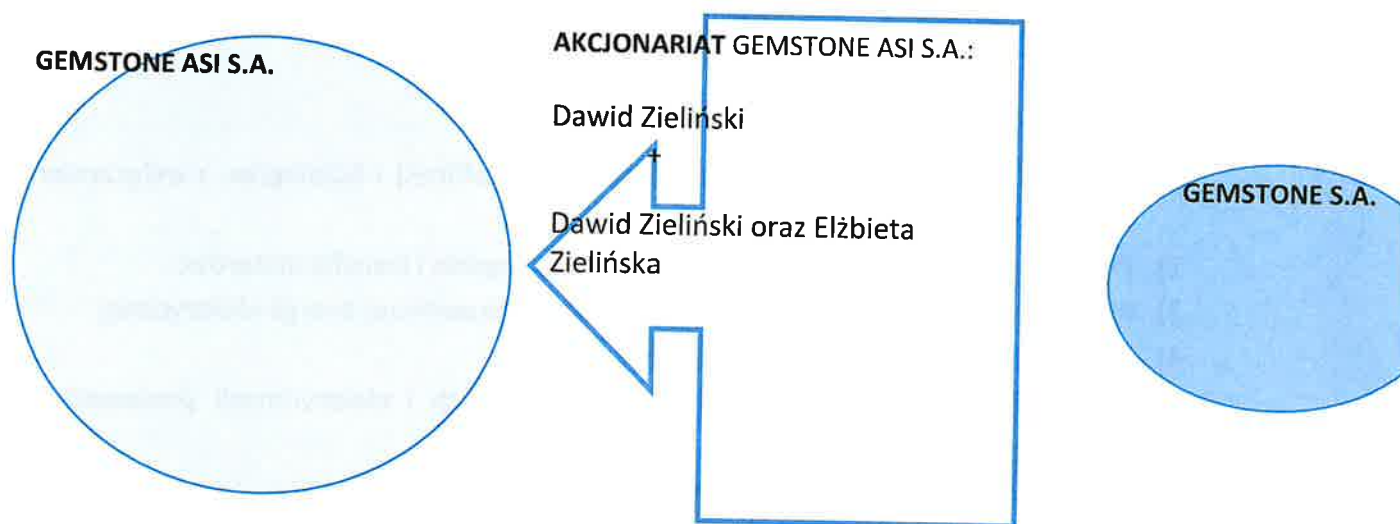 GEMSTONE ASI S.A.
AKCJONARIAT GEMSTONE ASI S.A.:
Dawid Zieliński
+
Dawid Zieliński oraz Elżbieta
Zielińska
GEMSTONE S.A.